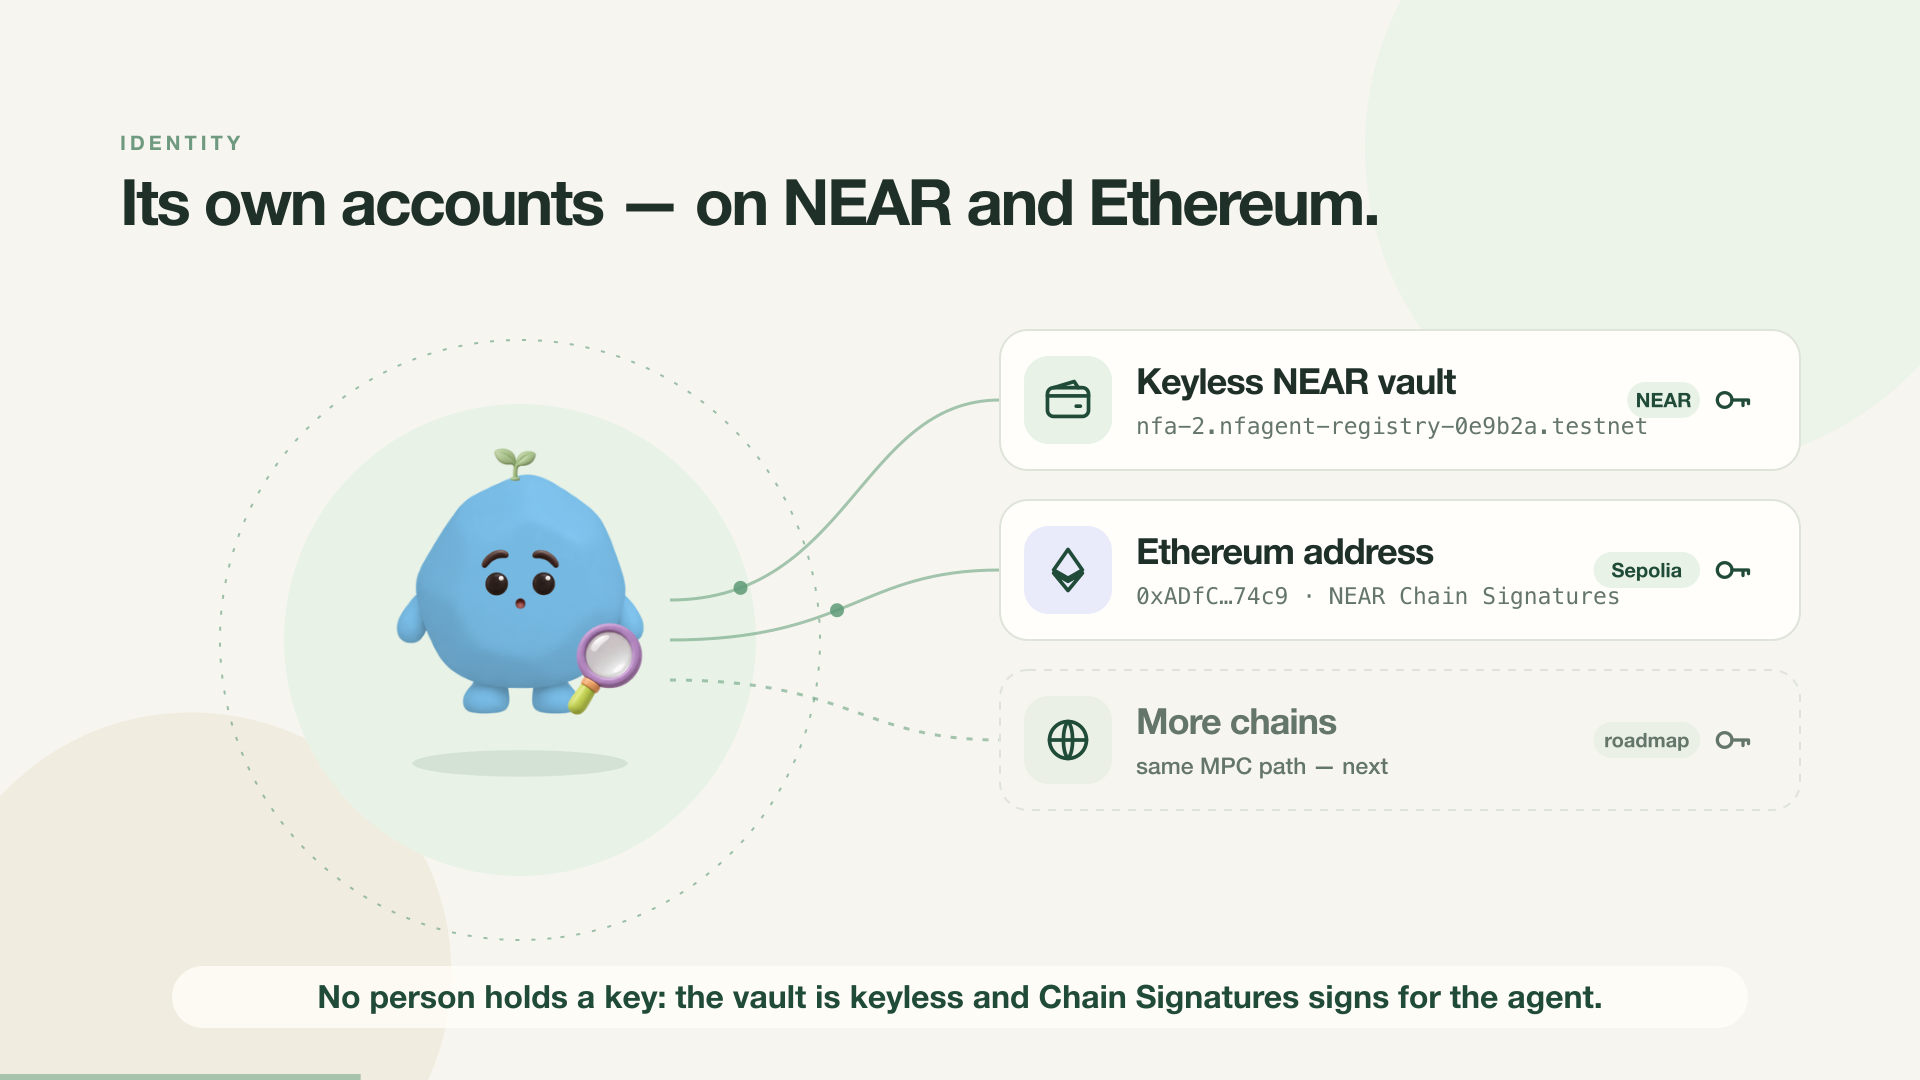 IDENTITY
Its own accounts — on NEAR and Ethereum.
Keyless NEAR vault
NEAR
nfa-2.nfagent-registry-0e9b2a.testnet
Ethereum address
Sepolia
0xADfC…74c9 · NEAR Chain Signatures
More chains
roadmap
same MPC path — next
No person holds a key: the vault is keyless and Chain Signatures signs for the agent.